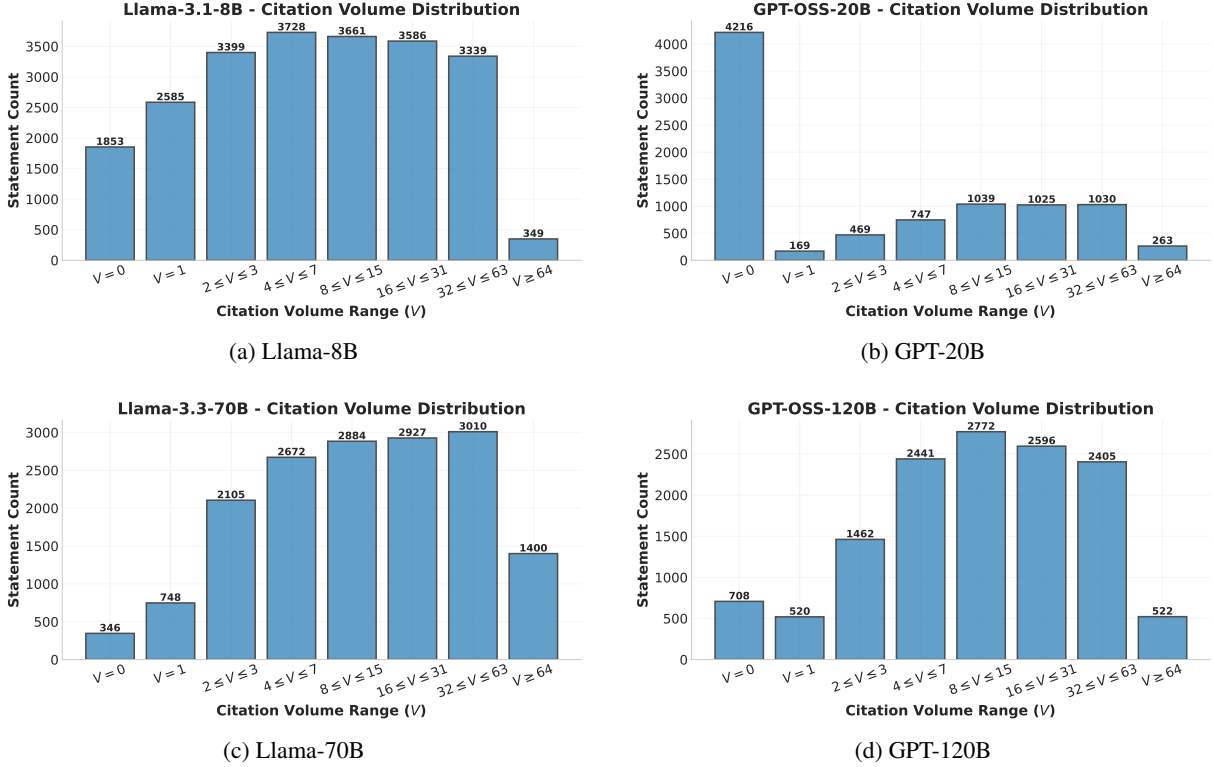 Llama-3.1-8B - Citation Volume Distribution
Statement Count
3500
3000
2500
2000
1500
1000
500
0
1853
2585
3399
3728
3661
3586
3339
349
V = 0
V = 1
2 ≤ V ≤ 3
4 ≤ V ≤ 7
8 ≤ V ≤ 15
16 ≤ V ≤ 31
32 ≤ V ≤ 63
V ≥ 64
Citation Volume Range (V)
(a) Llama-8B
GPT-OSS-20B - Citation Volume Distribution
Statement Count
4000
3500
3000
2500
2000
1500
1000
500
0
4216
169
469
747
1039
1025
1030
263
V = 0
V = 1
2 ≤ V ≤ 3
4 ≤ V ≤ 7
8 ≤ V ≤ 15
16 ≤ V ≤ 31
32 ≤ V ≤ 63
V ≥ 64
Citation Volume Range (V)
(b) GPT-20B
Llama-3.3-70B - Citation Volume Distribution
Statement Count
3000
2500
2000
1500
1000
500
0
346
748
2105
2672
2884
2927
3010
1400
V = 0
V = 1
2 ≤ V ≤ 3
4 ≤ V ≤ 7
8 ≤ V ≤ 15
16 ≤ V ≤ 31
32 ≤ V ≤ 63
V ≥ 64
Citation Volume Range (V)
(c) Llama-70B
GPT-OSS-120B - Citation Volume Distribution
Statement Count
2500
2000
1500
1000
500
0
708
520
1462
2441
2772
2596
2405
522
V = 0
V = 1
2 ≤ V ≤ 3
4 ≤ V ≤ 7
8 ≤ V ≤ 15
16 ≤ V ≤ 31
32 ≤ V ≤ 63
V ≥ 64
Citation Volume Range (V)
(d) GPT-120B